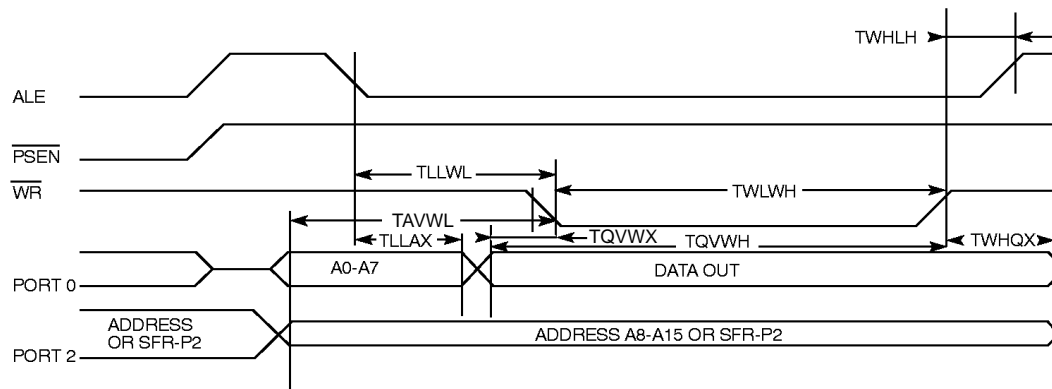 TWHLH
ALE
PSEN
TLLWL
WR
TWLWH
TAVWL
TLLAX
TQVWX
TQVWH
TWHQX
A0-A7
DATA OUT
PORT 0
ADDRESS
OR SFR-P2
ADDRESS A8-A15 OR SFR-P2
PORT 2